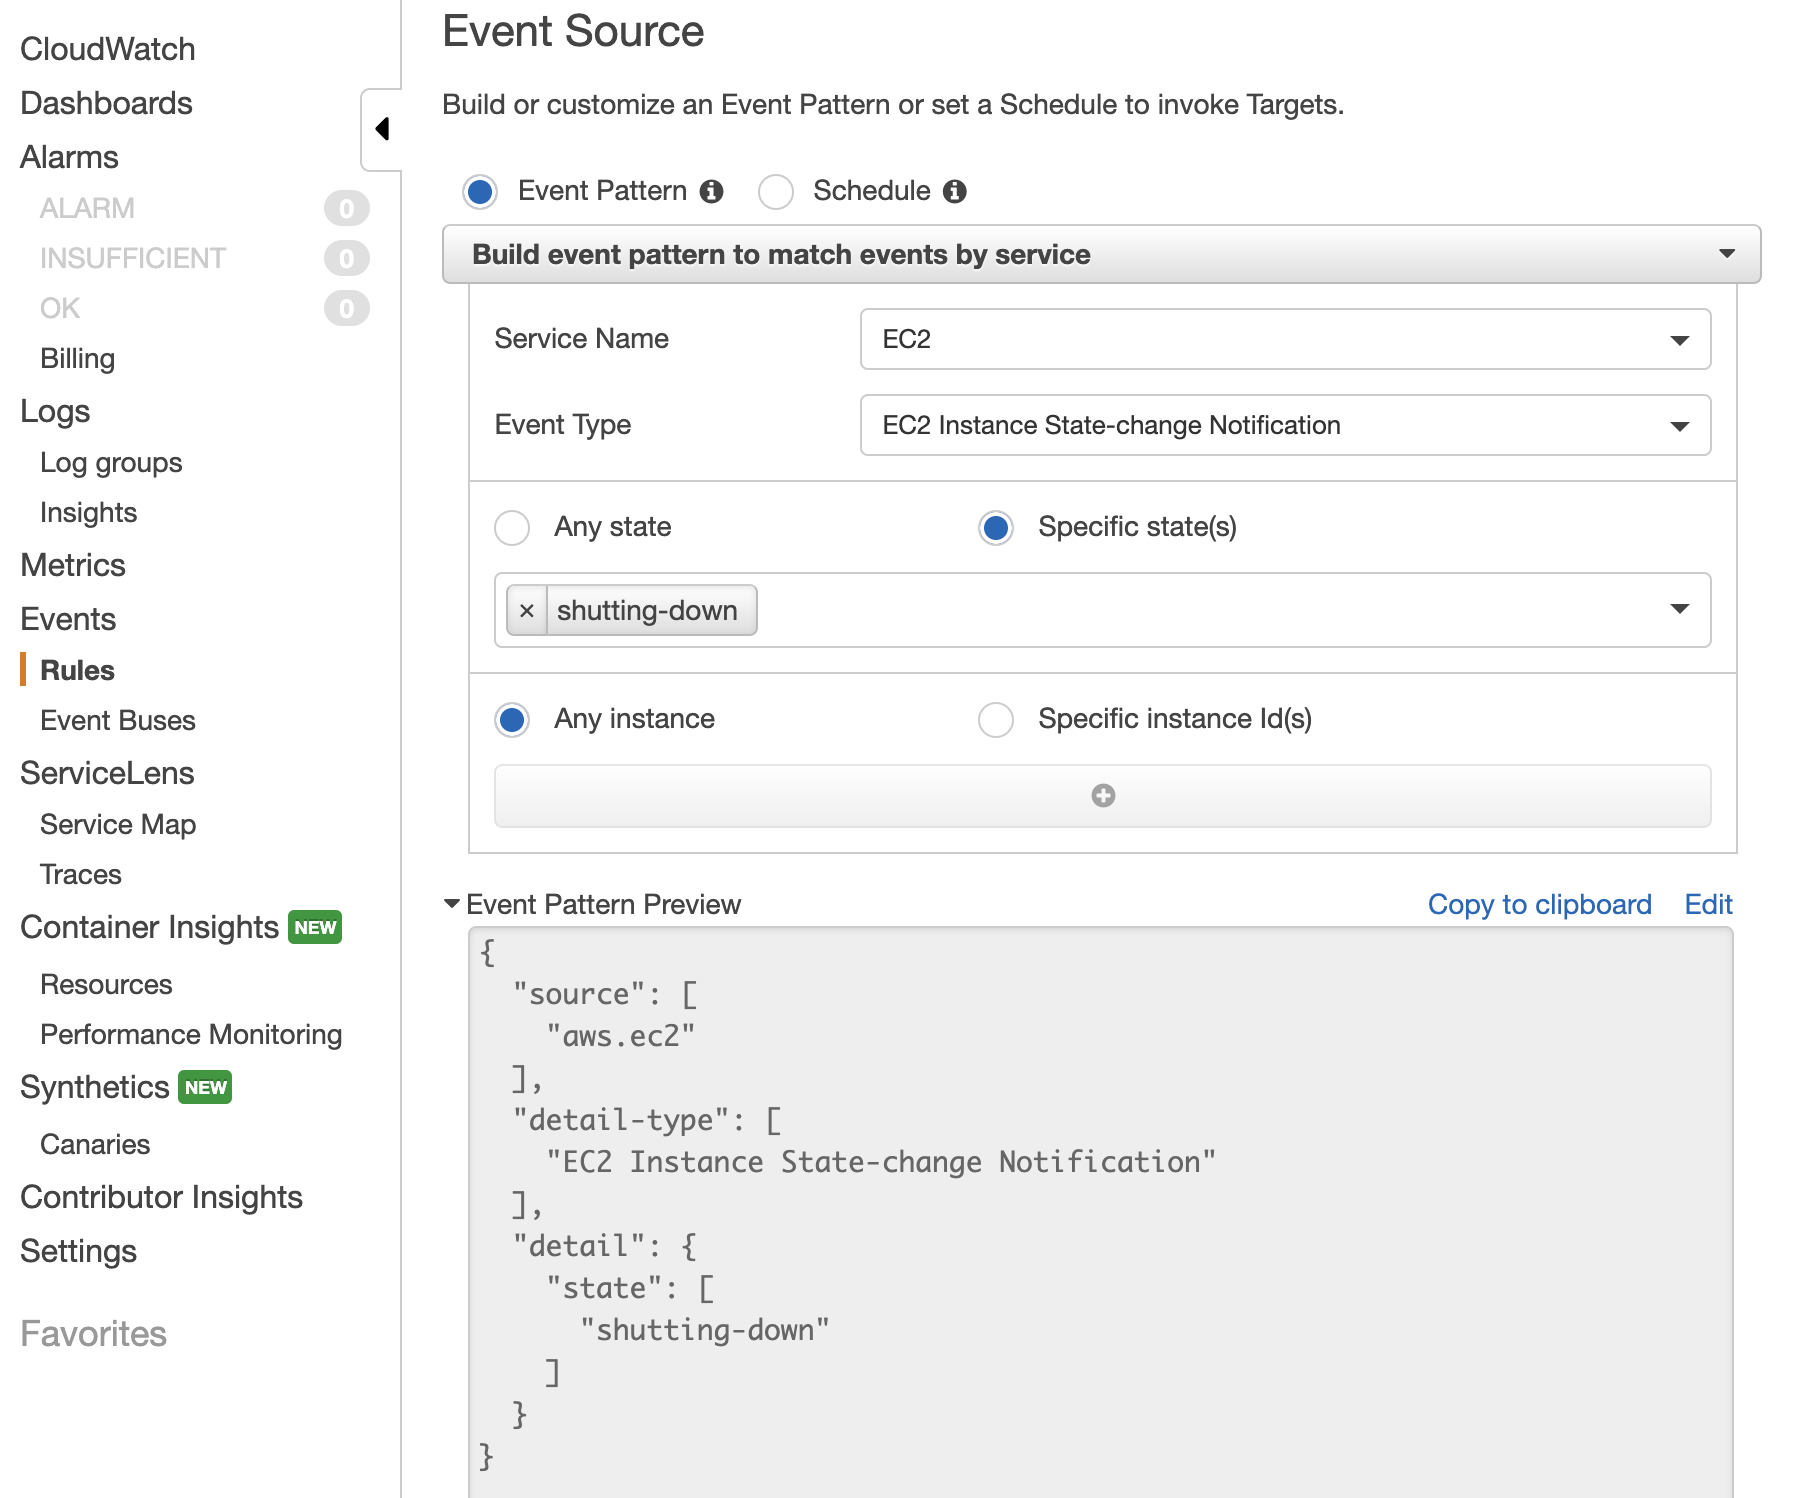 CloudWatch
Dashboards
Alarms
ALARM 0
INSUFFICIENT 0
OK 0
Billing
Logs
Log groups
Insights
Metrics
Events
Rules
Event Buses
ServiceLens
Service Map
Traces
Container Insights NEW
Resources
Performance Monitoring
Synthetics NEW
Canaries
Contributor Insights
Settings
Favorites
Event Source
Build or customize an Event Pattern or set a Schedule to invoke Targets.
Event Pattern Schedule
Build event pattern to match events by service
Service Name EC2
Event Type EC2 Instance State-change Notification
Any state Specific state(s)
× shutting-down
Any instance Specific instance Id(s)
Event Pattern Preview Copy to clipboard Edit
{
  "source": [
    "aws.ec2"
  ],
  "detail-type": [
    "EC2 Instance State-change Notification"
  ],
  "detail": {
    "state": [
      "shutting-down"
    ]
  }
}